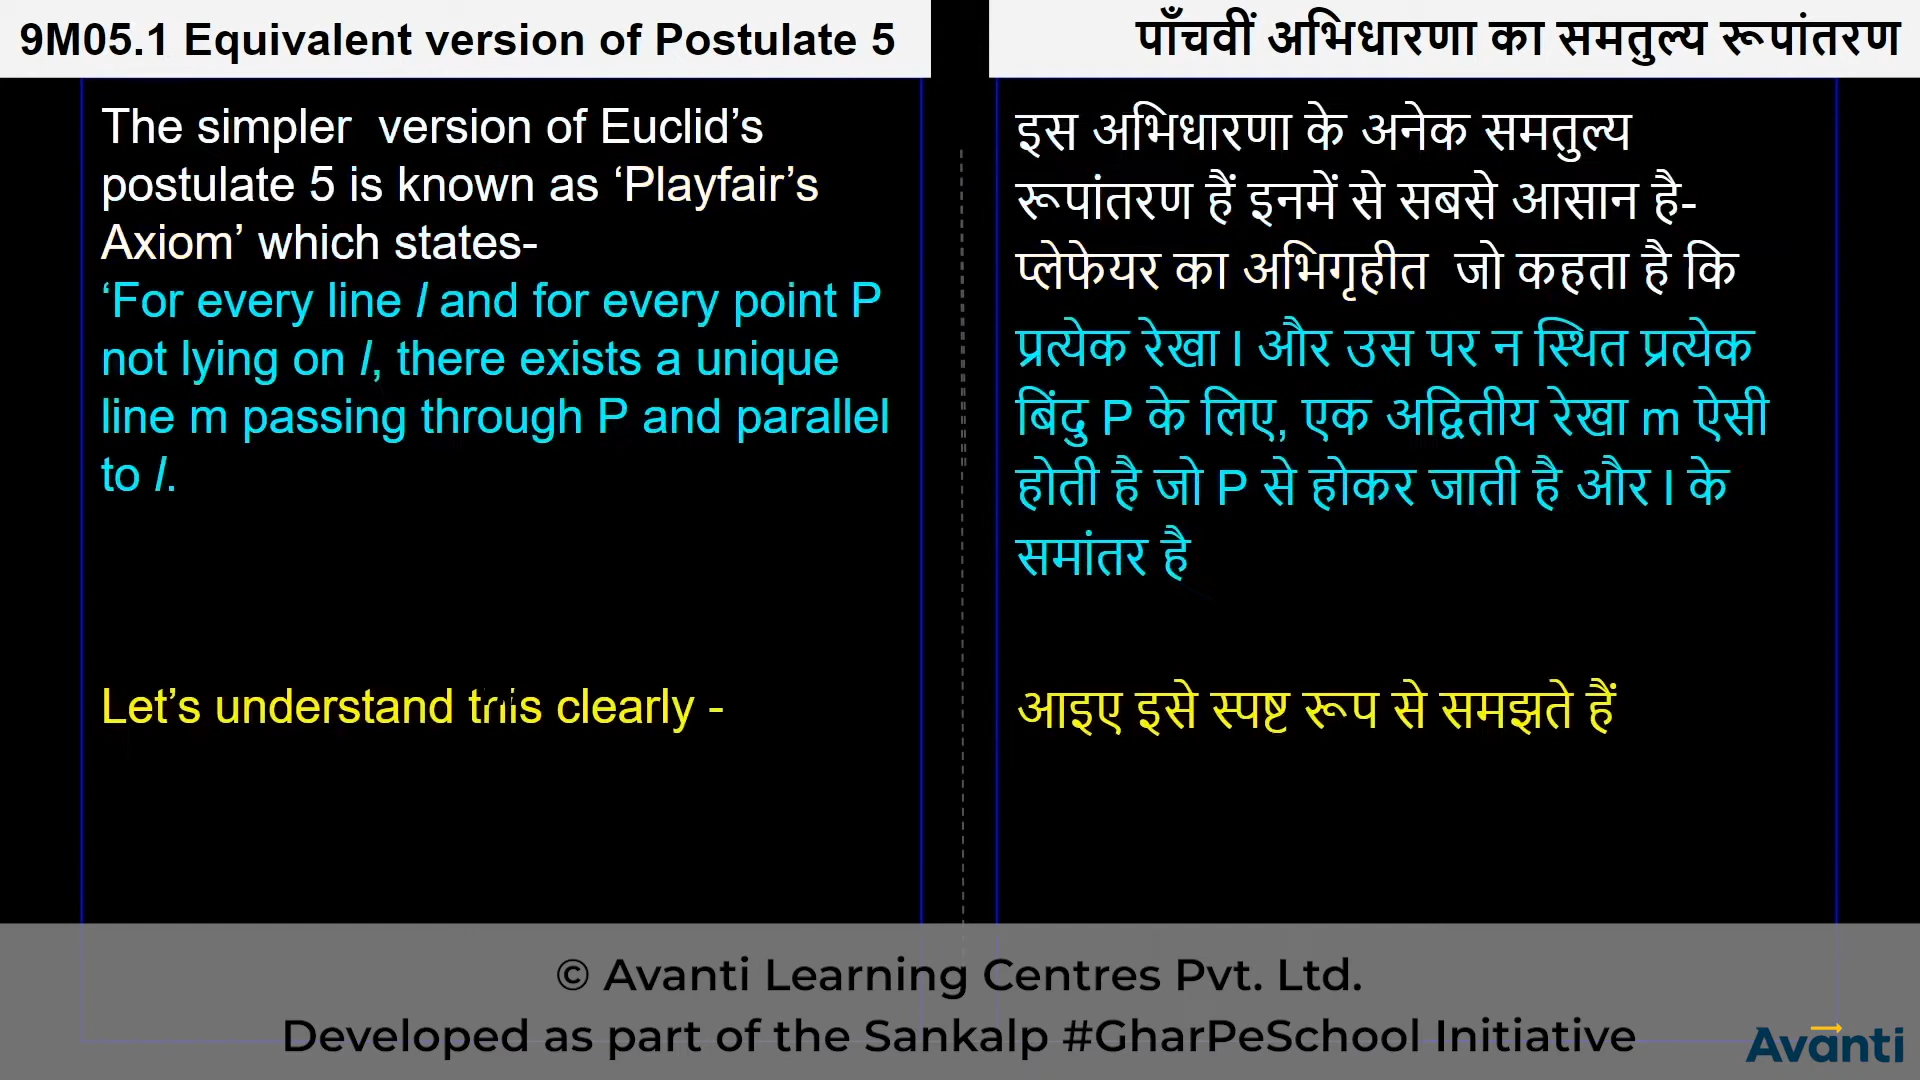 9M05.1 Equivalent version of Postulate 5
The simpler version of Euclid’s
postulate 5 is known as ‘Playfair’s
Axiom’ which states-
‘For every line l and for every point P
not lying on l, there exists a unique
line m passing through P and parallel
to l.
Let’s understand this clearly -
पाँचवीं अभिधारणा का समतुल्य रूपांतरण
इस अभिधारणा के अनेक समतुल्य
रूपांतरण हैं इनमें से सबसे आसान है-
प्लेफेयर का अभिगृहीत जो कहता है कि
प्रत्येक रेखा l और उस पर न स्थित प्रत्येक
बिंदु P के लिए, एक अद्वितीय रेखा m ऐसी
होती है जो P से होकर जाती है और l के
समांतर है
आइए इसे स्पष्ट रूप से समझते हैं
© Avanti Learning Centres Pvt. Ltd.
Developed as part of the Sankalp #GharPeSchool Initiative
Avanti